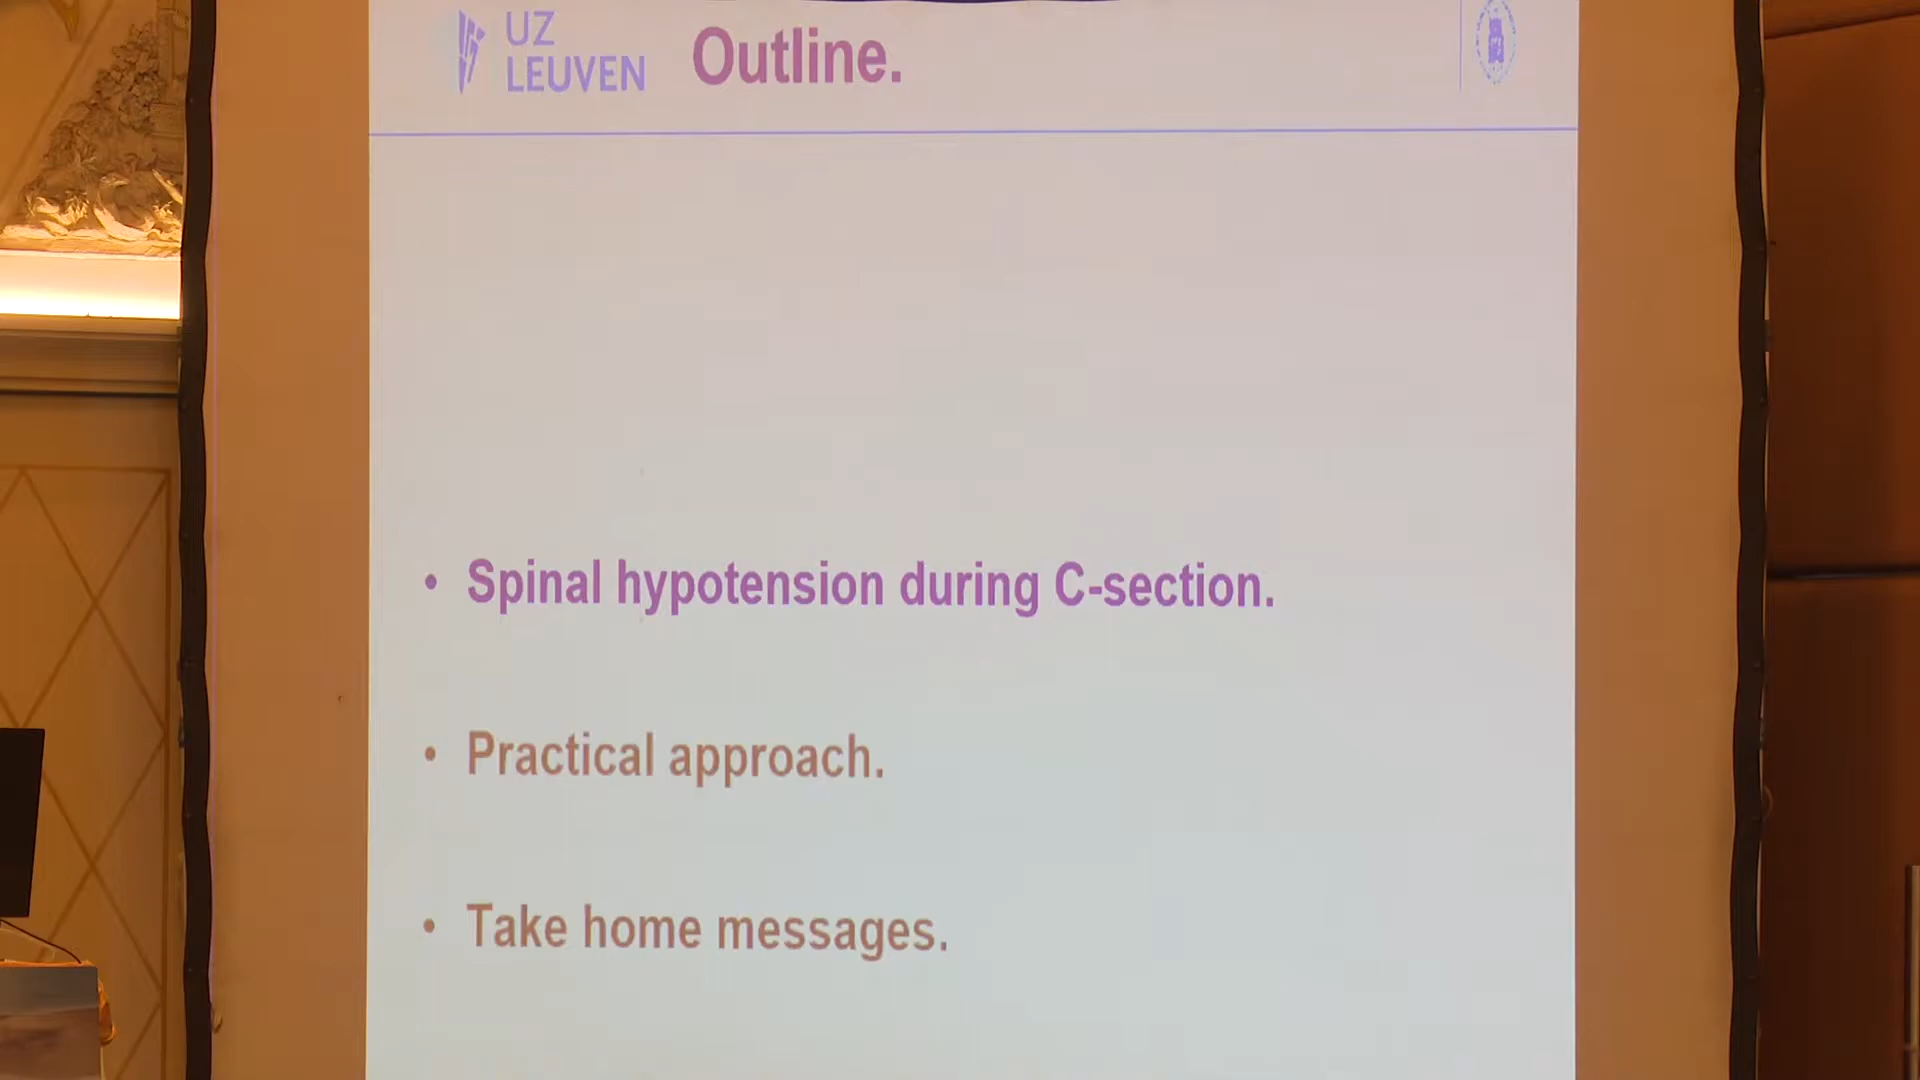 UZ
LEUVEN
Outline.
• Spinal hypotension during C-section.
• Practical approach.
• Take home messages.